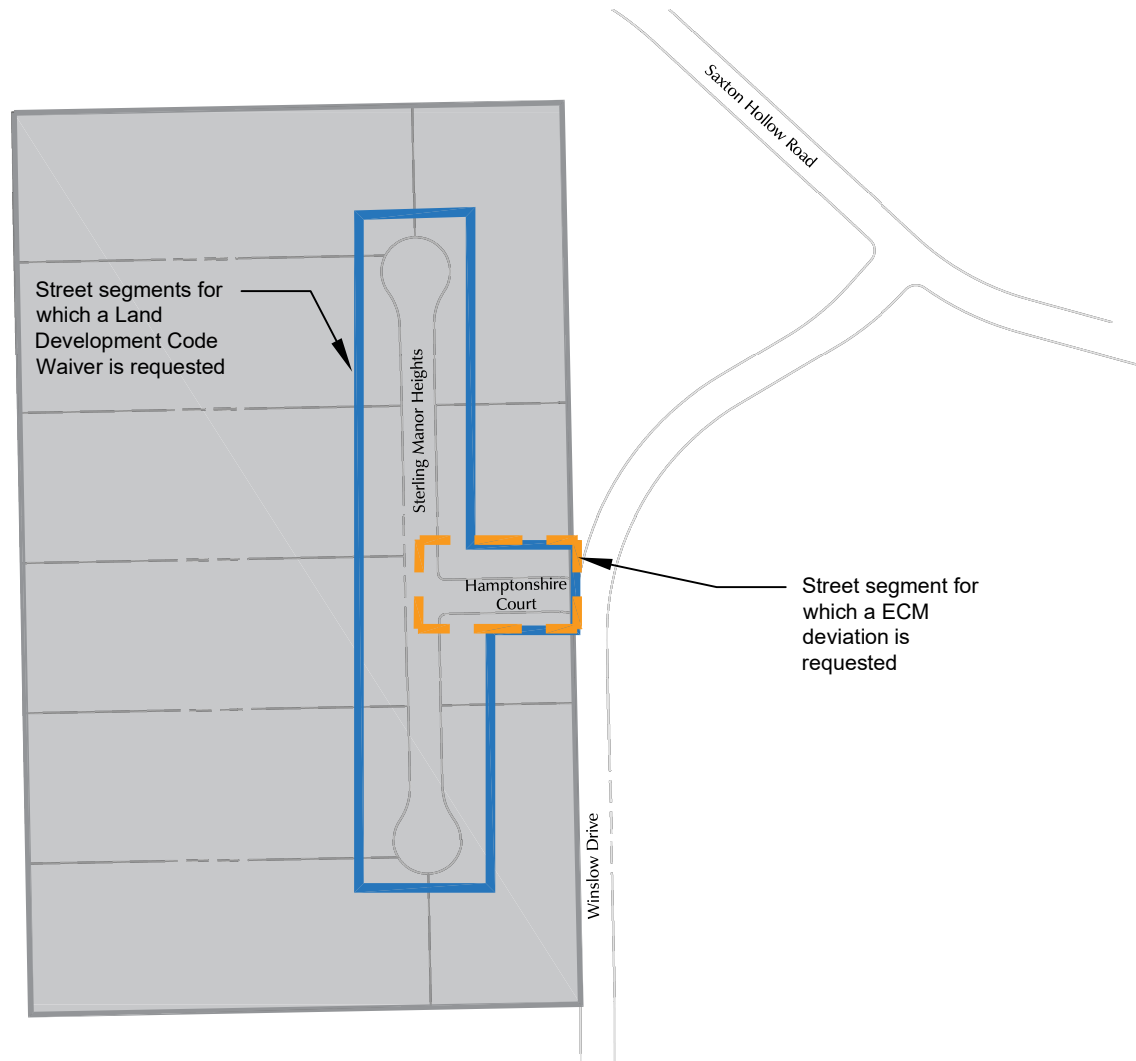 Saxton Hollow Road
Street segments for
which a Land
Development Code
Waiver is requested
Sterling Manor Heights
Hamptonshire
Court
Street segment for
which a ECM
deviation is
requested
Winslow Drive